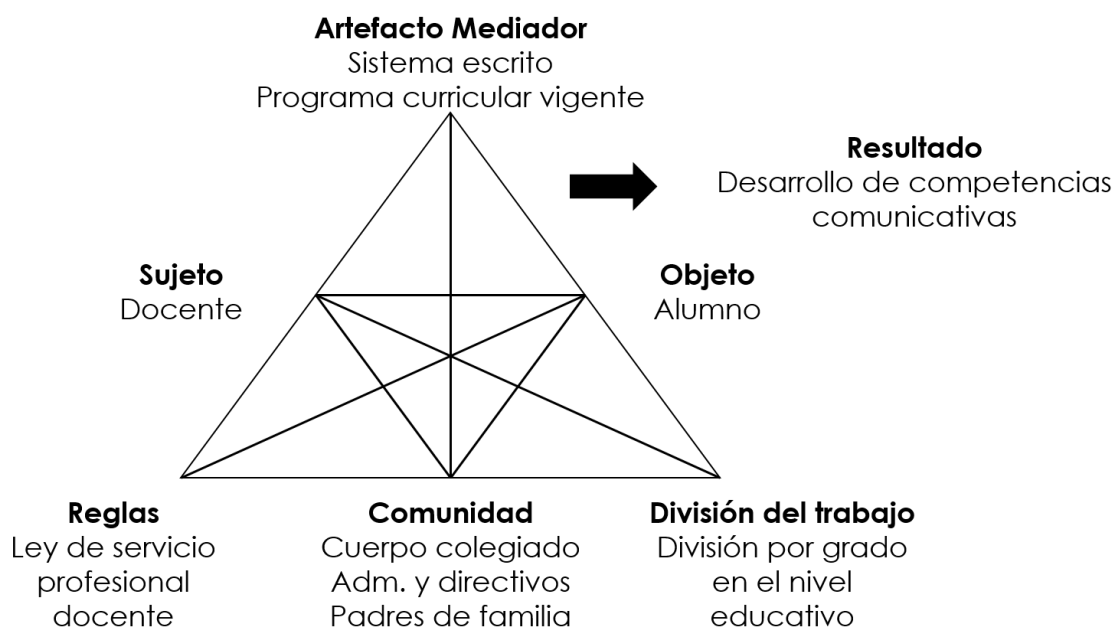 Artefacto Mediador
Sistema escrito
Programa curricular vigente
Resultado
Desarrollo de competencias
comunicativas
Sujeto
Docente
Objeto
Alumno
Reglas
Ley de servicio
profesional
docente
Comunidad
Cuerpo colegiado
Adm. y directivos
Padres de familia
División del trabajo
División por grado
en el nivel
educativo